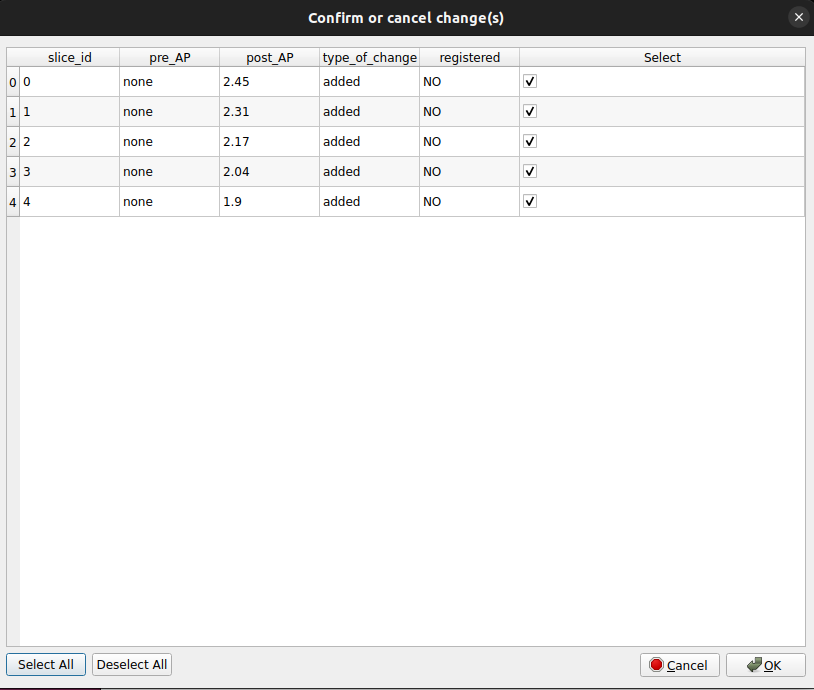 Confirm or cancel change(s)
slice_id pre_AP post_AP type_of_change registered Select
0 0 none 2.45 added NO
1 1 none 2.31 added NO
2 2 none 2.17 added NO
3 3 none 2.04 added NO
4 4 none 1.9 added NO
Select All Deselect All Cancel OK